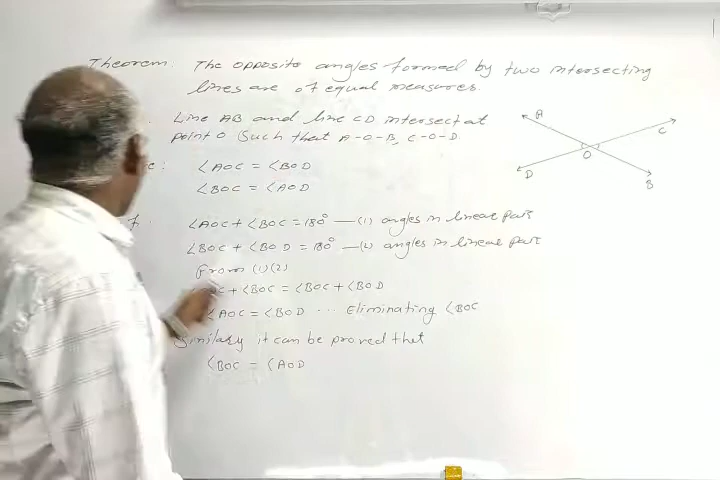 Theorem: The opposite angles formed by two intersecting
lines are of equal measures.
Line AB and line CD intersect at
point O such that A-O-B, C-O-D.
∠AOC = ∠BOD
∠BOC = ∠AOD
∠AOC + ∠BOC = 180° —(1) angles in linear pair
∠BOC + ∠BOD = 180° —(2) angles in linear pair
From (1)(2)
+ ∠BOC = ∠BOC + ∠BOD
∠AOC = ∠BOD ... Eliminating ∠BOC
Similary it can be proved that
∠BOC = ∠AOD
A
C
O
D
B